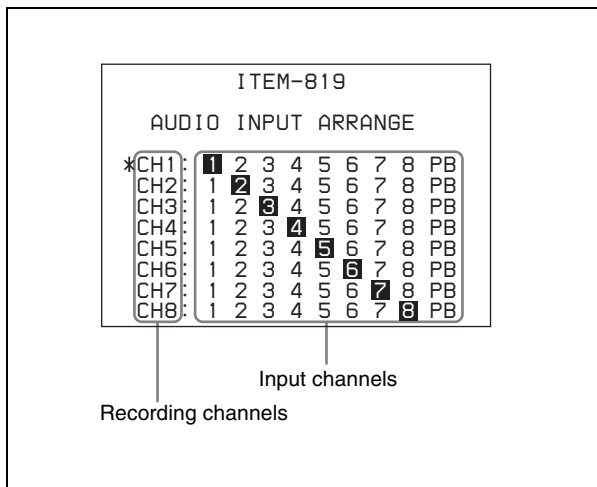 ITEM-819
AUDIO INPUT ARRANGE
*CH1: 1 2 3 4 5 6 7 8 PB
CH2: 1 2 3 4 5 6 7 8 PB
CH3: 1 2 3 4 5 6 7 8 PB
CH4: 1 2 3 4 5 6 7 8 PB
CH5: 1 2 3 4 5 6 7 8 PB
CH6: 1 2 3 4 5 6 7 8 PB
CH7: 1 2 3 4 5 6 7 8 PB
CH8: 1 2 3 4 5 6 7 8 PB
Input channels
Recording channels